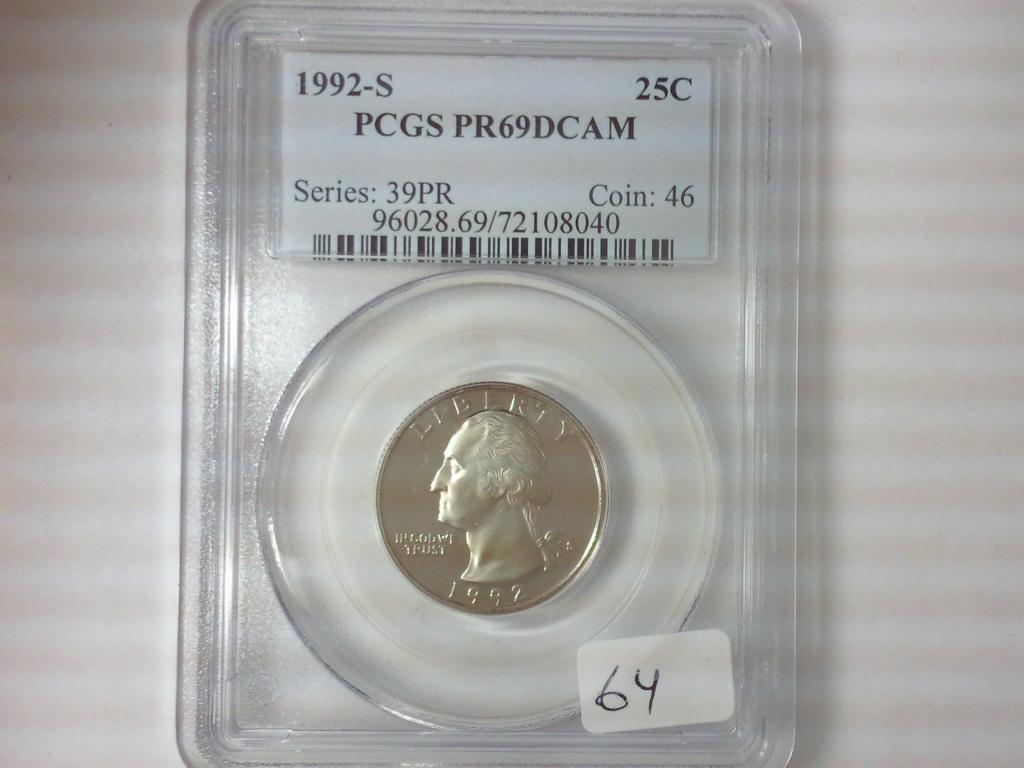 1992-S 25C
PCGS PR69DCAM
Series: 39PR Coin: 46
96028.69/72108040
LIBERTY
IN GOD WE
TRUST
S
1992
64